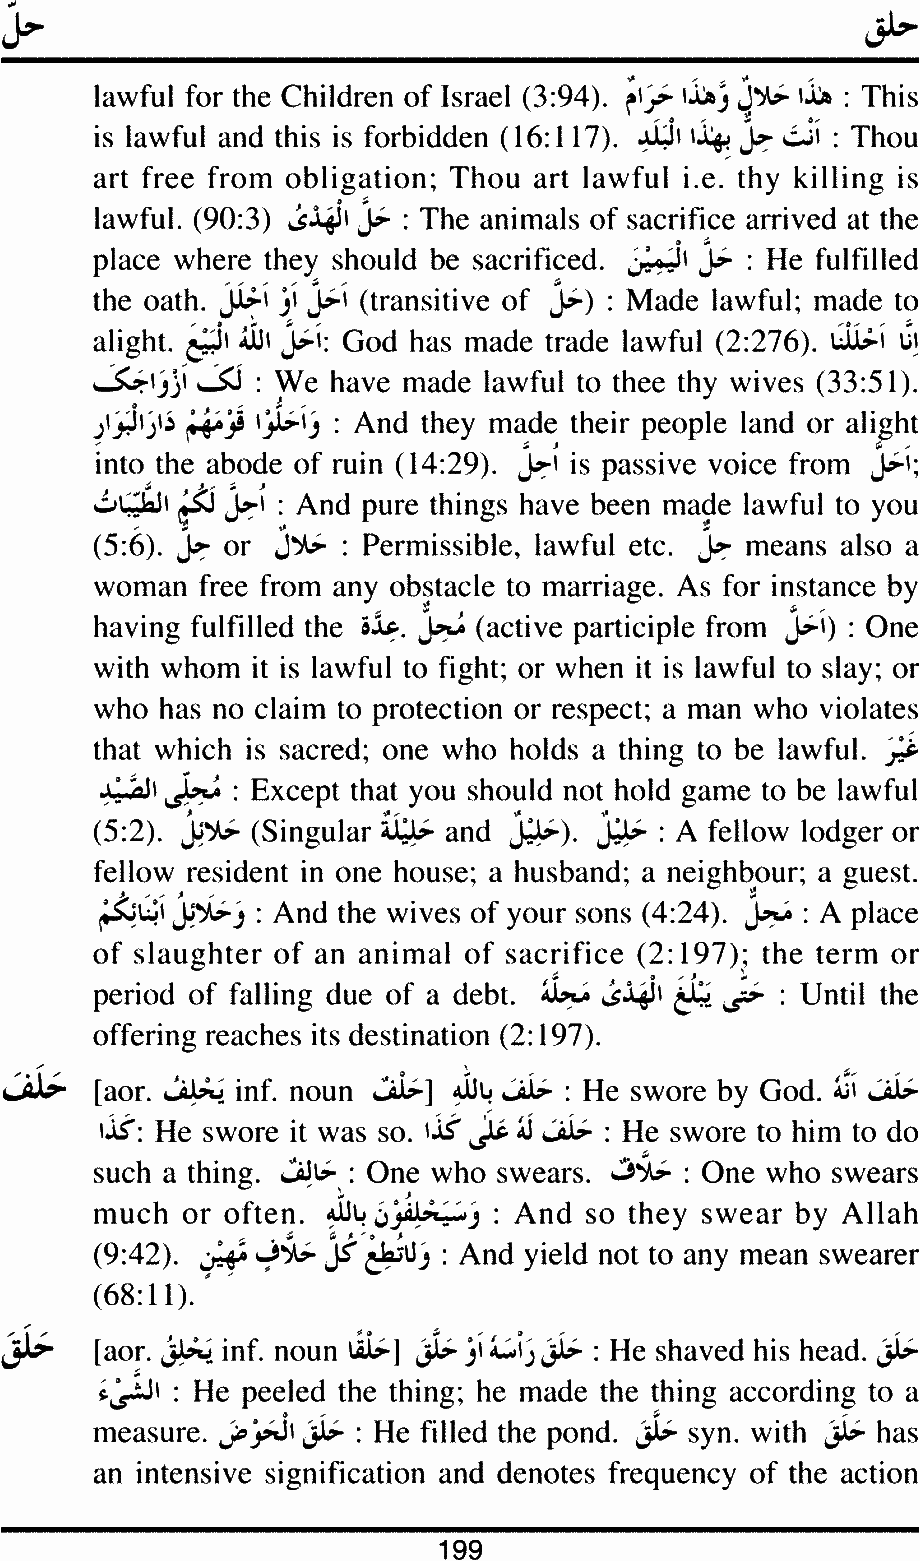 حلّ حلق
lawful for the Children of Israel (3:94). هٰذَا حَلَالٌ وَّهٰذَا حَرَامٌ : This
is lawful and this is forbidden (16:117). اَنْتَ حِلٌّ بِهٰذَا الْبَلَدِ : Thou
art free from obligation; Thou art lawful i.e. thy killing is
lawful. (90:3) حَلَّ الْهَدْىُ : The animals of sacrifice arrived at the
place where they should be sacrificed. حَلَّ الْيَمِيْنَ : He fulfilled
the oath. اَحَلَّ اَوْ اَحْلَلَ (transitive of حَلَّ) : Made lawful; made to
alight. اَحَلَّ اللّٰهُ الْبَيْعَ: God has made trade lawful (2:276). اِنَّا اَحْلَلْنَا
لَكَ اَزْوَاجَكَ : We have made lawful to thee thy wives (33:51).
وَاَحَلُّوْا قَوْمَهُمْ دَارَالْبَوَارِ : And they made their people land or alight
into the abode of ruin (14:29). اُحِلَّ is passive voice from اَحَلَّ;
اُحِلَّ لَكُمُ الطَّيِّبَاتُ : And pure things have been made lawful to you
(5:6). حِلٌّ or حَلَالٌ : Permissible, lawful etc. حِلٌّ means also a
woman free from any obstacle to marriage. As for instance by
having fulfilled the عِدَّة. مُحِلٌّ (active participle from اَحَلَّ) : One
with whom it is lawful to fight; or when it is lawful to slay; or
who has no claim to protection or respect; a man who violates
that which is sacred; one who holds a thing to be lawful. غَيْرَ
مُحِلِّى الصَّيْدِ : Except that you should not hold game to be lawful
(5:2). حَلَائِلُ (Singular حَلِيْلَةٌ and حَلِيْلٌ). حَلِيْلٌ : A fellow lodger or
fellow resident in one house; a husband; a neighbour; a guest.
وَحَلَائِلُ اَبْنَائِكُمْ : And the wives of your sons (4:24). مَحِلٌّ : A place
of slaughter of an animal of sacrifice (2:197); the term or
period of falling due of a debt. حَتّٰى يَبْلُغَ الْهَدْىُ مَحِلَّهٗ : Until the
offering reaches its destination (2:197).
حَلَفَ [aor. يَحْلِفُ inf. noun حَلْفٌ] حَلَفَ بِاللّٰهِ : He swore by God. حَلَفَ اَنَّهٗ
كَذَا: He swore it was so. حَلَفَ لَهٗ عَلٰى كَذَا : He swore to him to do
such a thing. حَالِفٌ : One who swears. حَلَّافٌ : One who swears
much or often. وَسَيَحْلِفُوْنَ بِاللّٰهِ : And so they swear by Allah
(9:42). وَلَاتُطِعْ كُلَّ حَلَّافٍ مَّهِيْنٍ : And yield not to any mean swearer
(68:11).
حَلَقَ [aor. يَحْلِقُ inf. noun حَلْقًا] حَلَقَ رَأْسَهٗ اَوْ حَلَّقَ : He shaved his head. حَلَقَ
الشَّىْءَ : He peeled the thing; he made the thing according to a
measure. حَلَقَ الْحَوْضَ : He filled the pond. حَلَّقَ syn. with حَلَقَ has
an intensive signification and denotes frequency of the action
199